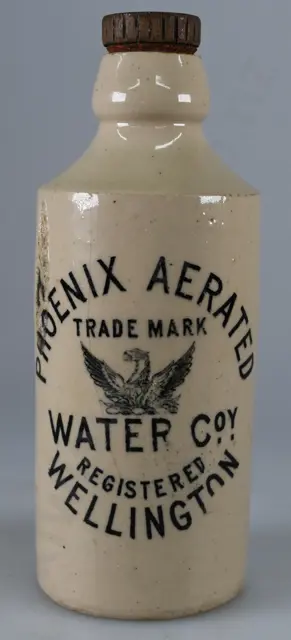 PHOENIX AERATED
TRADE MARK
WATER CoY.
REGISTERED
WELLINGTON